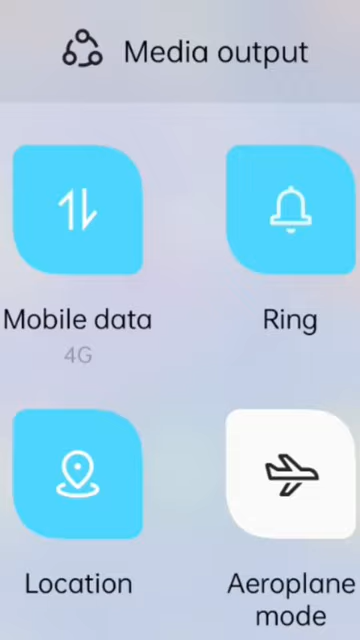 Media output
Mobile data
Ring
4G
Location
Aeroplane
mode